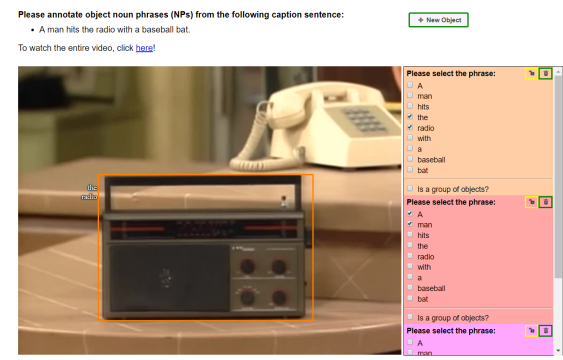 Please annotate object noun phrases (NPs) from the following caption sentence:
+ New Object
• A man hits the radio with a baseball bat.
To watch the entire video, click here!
the
radio
Please select the phrase:
A
man
hits
the
radio
with
a
baseball
bat
Is a group of objects?
Please select the phrase:
A
man
hits
the
radio
with
a
baseball
bat
Is a group of objects?
Please select the phrase:
A
man